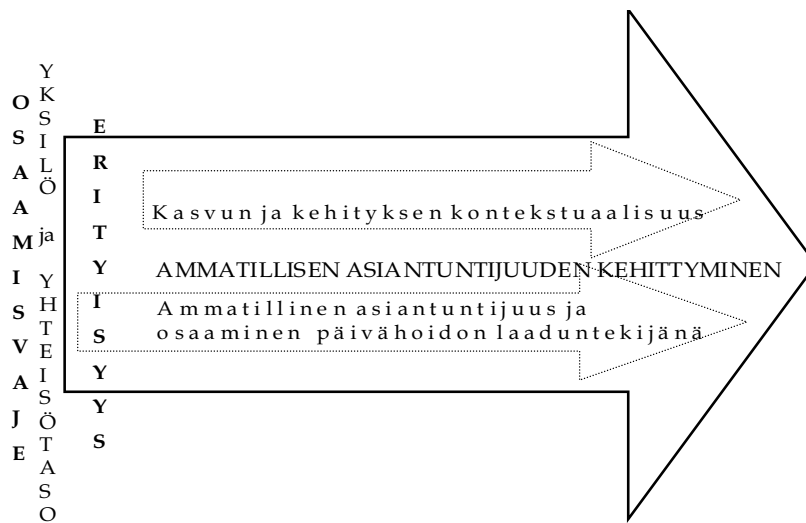 OSAAMISVAJE
YKSILÖ ja YHTEISÖTASO
ERITYISYYS
Kasvun ja kehityksen kontekstuaalisuus
AMMATILLISEN ASIANTUNTIJUUDEN KEHITTYMINEN
Ammatillinen asiantuntijuus ja
osaaminen päivähoidon laaduntekijänä